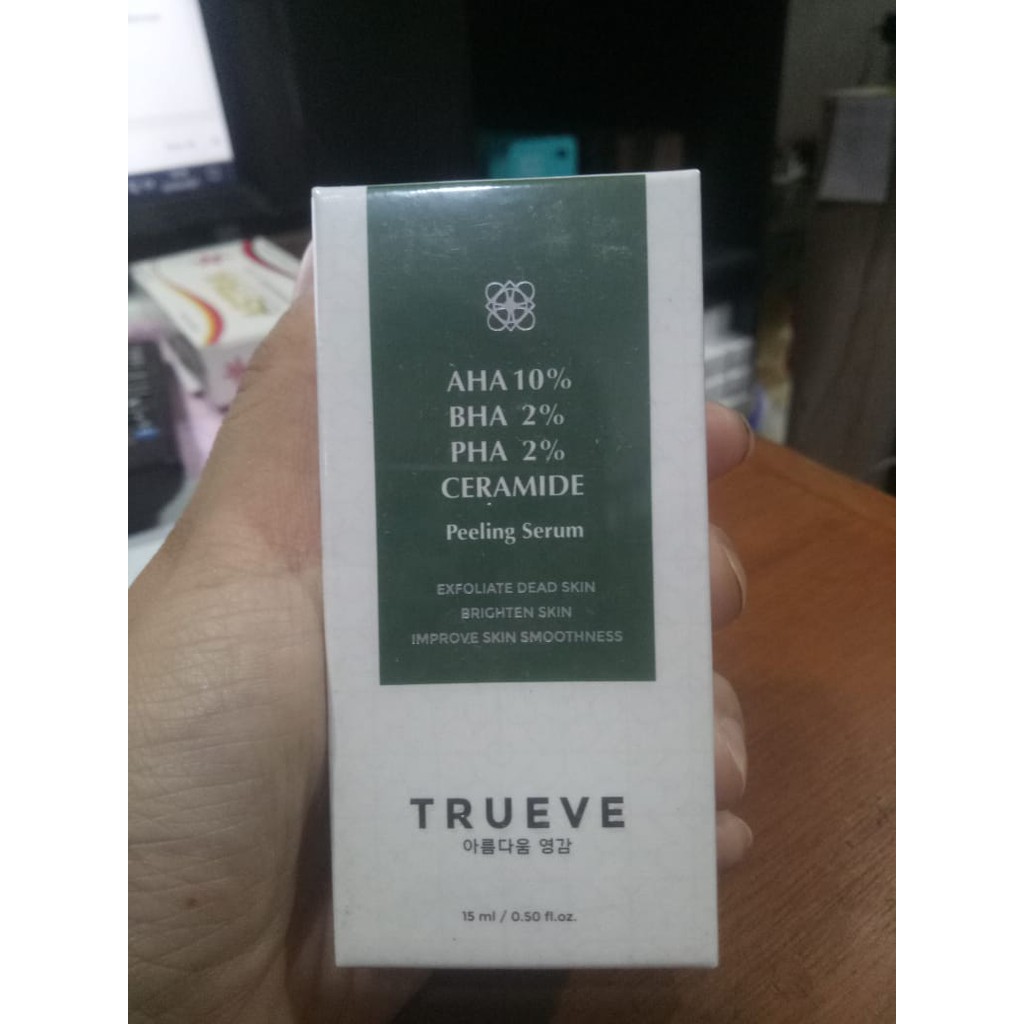 AHA 10%
BHA 2%
PHA 2%
CERAMIDE
Peeling Serum
EXFOLIATE DEAD SKIN
BRIGHTEN SKIN
IMPROVE SKIN SMOOTHNESS
TRUEVE
아름다움 영감
15 ml / 0.50 fl.oz.